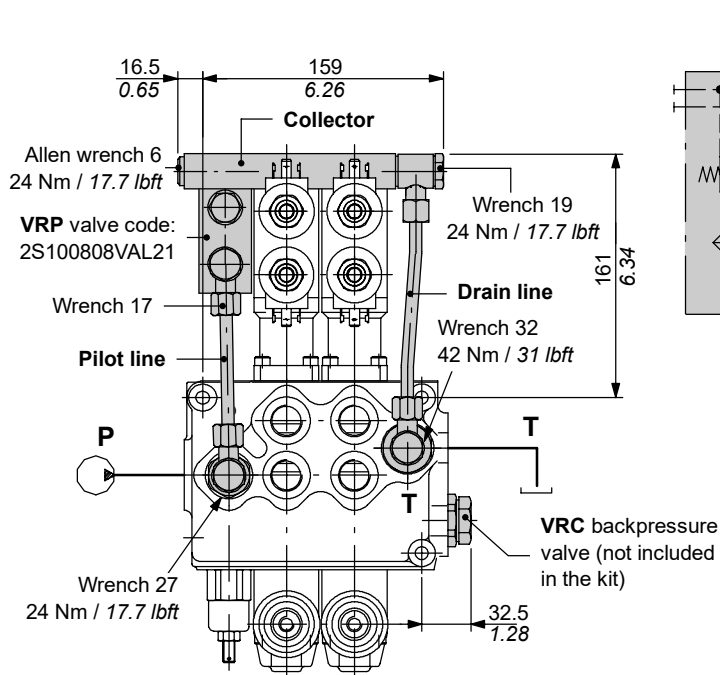 16.5
0.65
159
6.26
Collector
Allen wrench 6
24 Nm / 17.7 lbft
VRP valve code:
2S100808VAL21
Wrench 17
Pilot line
P
Wrench 27
24 Nm / 17.7 lbft
Wrench 19
24 Nm / 17.7 lbft
161
6.34
Drain line
Wrench 32
42 Nm / 31 lbft
T
T
VRC backpressure
valve (not included
in the kit)
32.5
1.28